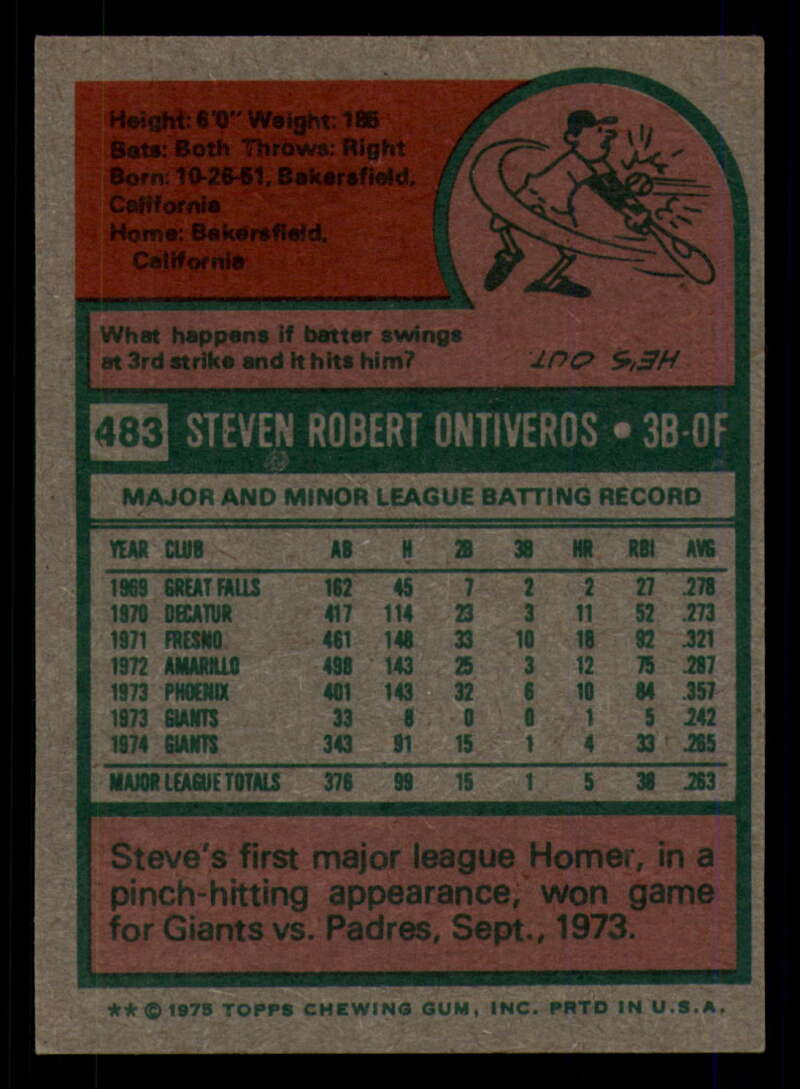 Height: 6'0" Weight: 185
Bats: Both Throws: Right
Born: 10-26-51, Bakersfield,
California
Home: Bakersfield,
California
What happens if batter swings
at 3rd strike and it hits him?
HE'S OUT
483 STEVEN ROBERT ONTIVEROS • 3B-OF
MAJOR AND MINOR LEAGUE BATTING RECORD
YEAR CLUB AB H 2B 3B HR RBI AVG
1969 GREAT FALLS 162 45 7 2 2 27 .278
1970 DECATUR 417 114 23 3 11 52 .273
1971 FRESNO 461 148 33 10 18 92 .321
1972 AMARILLO 498 143 25 3 12 75 .287
1973 PHOENIX 401 143 32 6 10 84 .357
1973 GIANTS 33 8 0 0 1 5 .242
1974 GIANTS 343 91 15 1 4 33 .265
MAJOR LEAGUE TOTALS 376 99 15 1 5 38 .263
Steve's first major league Homer, in a
pinch-hitting appearance, won game
for Giants vs. Padres, Sept., 1973.
** © 1975 TOPPS CHEWING GUM, INC. PRTD IN U.S.A.